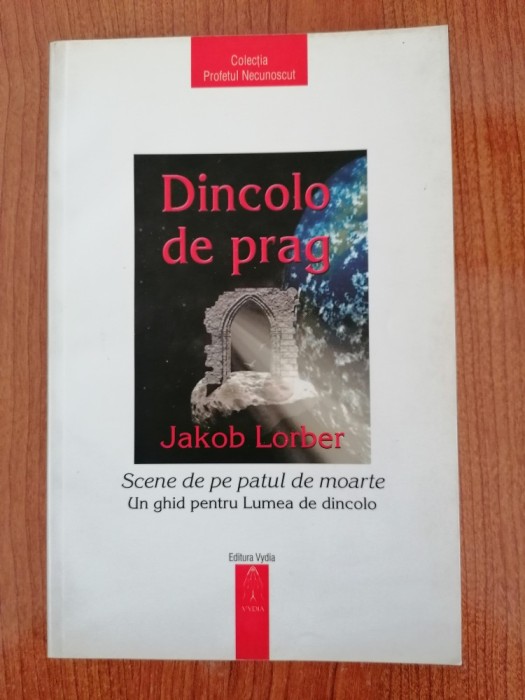 Colecția
Profetul Necunoscut
Dincolo
de prag
Jakob Lorber
Scene de pe patul de moarte
Un ghid pentru Lumea de dincolo
Editura Vydia
VYDIA